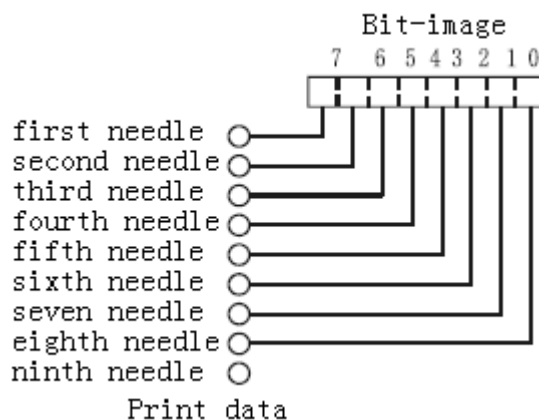 Bit-image
7 6 5 4 3 2 1 0
first needle
second needle
third needle
fourth needle
fifth needle
sixth needle
seven needle
eighth needle
ninth needle
Print data